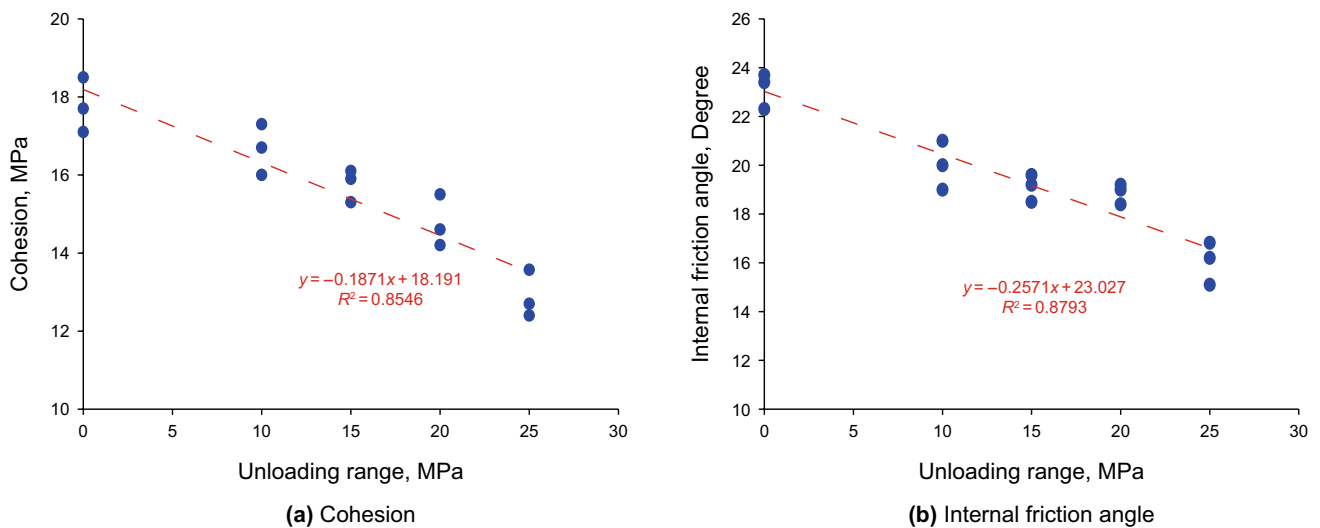 20
18
16
14
12
10
Cohesion, MPa
y = −0.1871x + 18.191
R² = 0.8546
0 5 10 15 20 25 30
Unloading range, MPa
(a) Cohesion
26
24
22
20
18
16
14
12
10
Internal friction angle, Degree
y = −0.2571x + 23.027
R² = 0.8793
0 5 10 15 20 25 30
Unloading range, MPa
(b) Internal friction angle